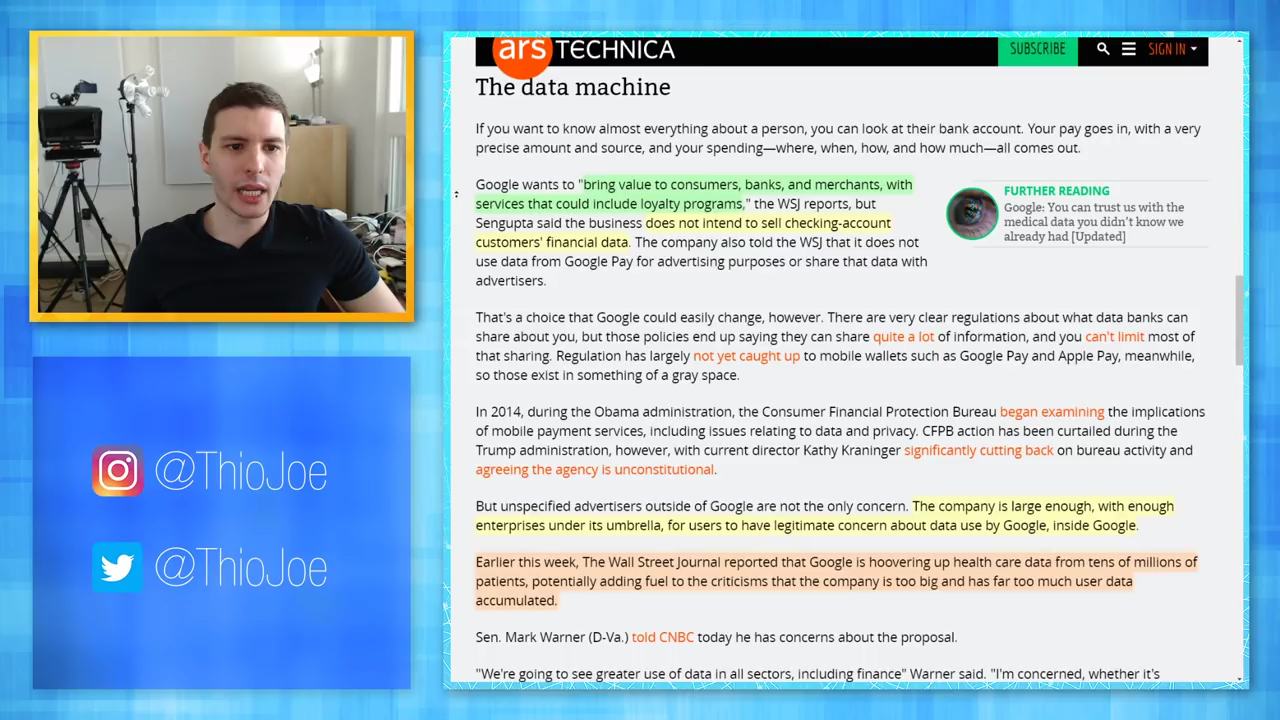 ars TECHNICA
SUBSCRIBE
SIGN IN
The data machine
If you want to know almost everything about a person, you can look at their bank account. Your pay goes in, with a very
precise amount and source, and your spending—where, when, how, and how much—all comes out.
Google wants to "bring value to consumers, banks, and merchants, with
services that could include loyalty programs," the WSJ reports, but
Sengupta said the business does not intend to sell checking-account
customers' financial data. The company also told the WSJ that it does not
use data from Google Pay for advertising purposes or share that data with
advertisers.
FURTHER READING
Google: You can trust us with the
medical data you didn't know we
already had [Updated]
That's a choice that Google could easily change, however. There are very clear regulations about what data banks can
share about you, but those policies end up saying they can share quite a lot of information, and you can't limit most of
that sharing. Regulation has largely not yet caught up to mobile wallets such as Google Pay and Apple Pay, meanwhile,
so those exist in something of a gray space.
In 2014, during the Obama administration, the Consumer Financial Protection Bureau began examining the implications
of mobile payment services, including issues relating to data and privacy. CFPB action has been curtailed during the
Trump administration, however, with current director Kathy Kraninger significantly cutting back on bureau activity and
agreeing the agency is unconstitutional.
But unspecified advertisers outside of Google are not the only concern. The company is large enough, with enough
enterprises under its umbrella, for users to have legitimate concern about data use by Google, inside Google.
Earlier this week, The Wall Street Journal reported that Google is hoovering up health care data from tens of millions of
patients, potentially adding fuel to the criticisms that the company is too big and has far too much user data
accumulated.
Sen. Mark Warner (D-Va.) told CNBC today he has concerns about the proposal.
"We're going to see greater use of data in all sectors, including finance" Warner said. "I'm concerned, whether it's
@ThioJoe
@ThioJoe